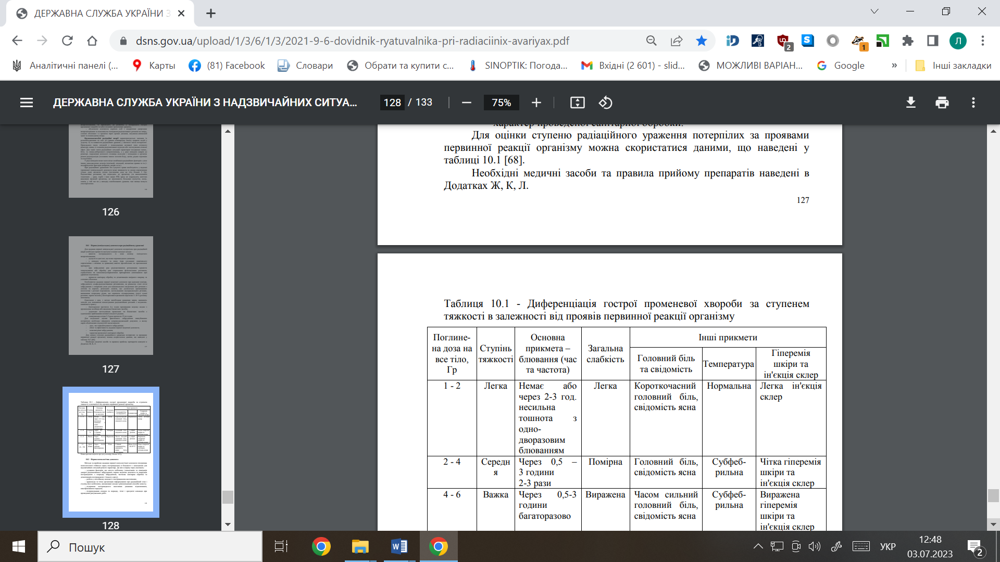 ДЕРЖАВНА СЛУЖБА УКРАЇНИ З
dsns.gov.ua/upload/1/3/6/1/3/2021-9-6-dovidnik-ryatuvalnika-pri-radiaciinix-avariyax.pdf
2
1
Л
Аналітичні панелі (...
Карты
(81) Facebook
Словари
Обрати та купити с...
SINOPTIK: Погода...
Вхідні (2 601) - slid...
МОЖЛИВІ ВАРІАН...
Google
»
Інші закладки
ДЕРЖАВНА СЛУЖБА УКРАЇНИ З НАДЗВИЧАЙНИХ СИТУА...
128 / 133
75%
126
127
128
характер проведеної санітарної обробки.
Для оцінки ступеню радіаційного ураження потерпілих за проявами
первинної реакції організму можна скористатися даними, що наведені у
таблиці 10.1 [68].
Необхідні медичні засоби та правила прийому препаратів наведені в
Додатках Ж, К, Л.
127
Таблиця 10.1 - Диференціація гострої променевої хвороби за ступенем
тяжкості в залежності від проявів первинної реакції організму
Поглине-
на доза на
все тіло,
Гр
Ступінь
тяжкості
Основна
прикмета –
блювання (час
та частота)
Загальна
слабкість
Інші прикмети
Головний біль
та свідомість
Температура
Гіперемія
шкіри та
ін'єкція склер
1 - 2
Легка
Немає або
через 2-3 год.
несильна
тошнота з
одно-
дворазовим
блюванням
Легка
Короткочасний
головний біль,
свідомість ясна
Нормальна
Легка ін'єкція
склер
2 - 4
Середн
я
Через 0,5 –
3 години
2-3 рази
Помірна
Головний біль,
свідомість ясна
Субфеб-
рильна
Чітка гіперемія
шкіри та
ін'єкція склер
4 - 6
Важка
Через 0,5-3
години
багаторазово
Виражена
Часом сильний
головний біль,
свідомість ясна
Субфеб-
рильна
Виражена
гіперемія
шкіри та
ін'єкція склер
Пошук
УКР
12:48
03.07.2023
2